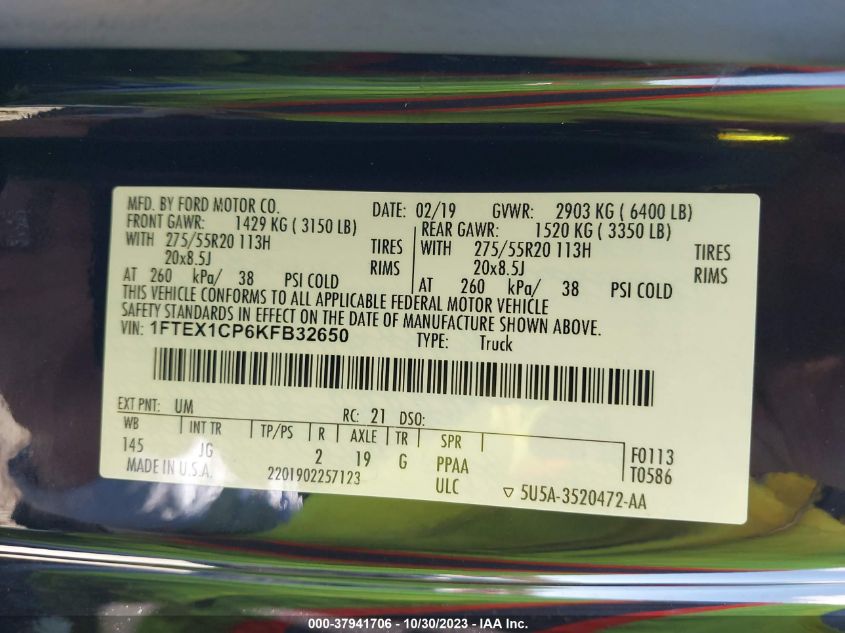 MFD. BY FORD MOTOR CO. DATE: 02/19 GVWR: 2903 KG ( 6400 LB)
FRONT GAWR: 1429 KG ( 3150 LB) REAR GAWR: 1520 KG ( 3350 LB)
WITH 275/55R20 113H TIRES WITH 275/55R20 113H TIRES
20x8.5J RIMS 20x8.5J RIMS
AT 260 kPa/ 38 PSI COLD AT 260 kPa/ 38 PSI COLD
THIS VEHICLE CONFORMS TO ALL APPLICABLE FEDERAL MOTOR VEHICLE
SAFETY STANDARDS IN EFFECT ON THE DATE OF MANUFACTURE SHOWN ABOVE.
VIN: 1FTEX1CP6KFB32650 TYPE: Truck
EXT PNT: UM RC: 21 DSO:
WB INT TR TP/PS R AXLE TR SPR F0113
145 JG 2 19 G PPAA T0586
MADE IN U.S.A. 2201902257123 ULC ▽ 5U5A-3520472-AA
000-37941706 - 10/30/2023 - IAA Inc.